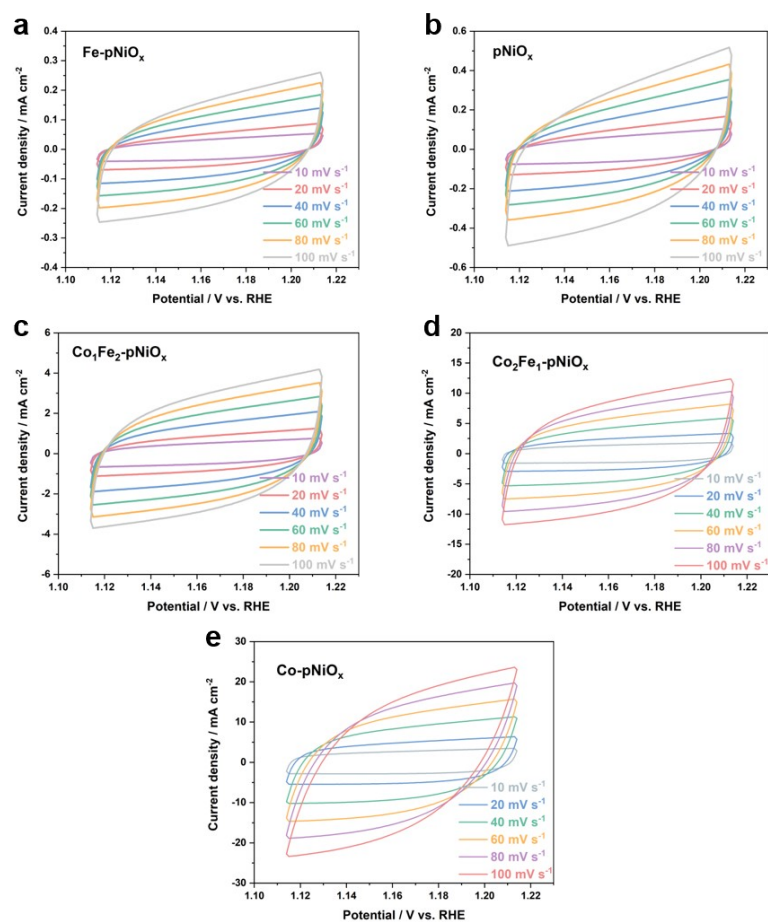 a
Fe-pNiOx
Current density / mA cm-2
0.4
0.3
0.2
0.1
0.0
-0.1
-0.2
-0.3
-0.4
10 mV s-1
20 mV s-1
40 mV s-1
60 mV s-1
80 mV s-1
100 mV s-1
1.10 1.12 1.14 1.16 1.18 1.20 1.22
Potential / V vs. RHE
b
pNiOx
Current density / mA cm-2
0.6
0.4
0.2
0.0
-0.2
-0.4
-0.6
10 mV s-1
20 mV s-1
40 mV s-1
60 mV s-1
80 mV s-1
100 mV s-1
1.10 1.12 1.14 1.16 1.18 1.20 1.22
Potential / V vs. RHE
c
Co1Fe2-pNiOx
Current density / mA cm-2
6
4
2
0
-2
-4
-6
10 mV s-1
20 mV s-1
40 mV s-1
60 mV s-1
80 mV s-1
100 mV s-1
1.10 1.12 1.14 1.16 1.18 1.20 1.22
Potential / V vs. RHE
d
Co2Fe1-pNiOx
Current density / mA cm-2
20
15
10
5
0
-5
-10
-15
-20
10 mV s-1
20 mV s-1
40 mV s-1
60 mV s-1
80 mV s-1
100 mV s-1
1.10 1.12 1.14 1.16 1.18 1.20 1.22
Potential / V vs. RHE
e
Co-pNiOx
Current density / mA cm-2
30
20
10
0
-10
-20
-30
10 mV s-1
20 mV s-1
40 mV s-1
60 mV s-1
80 mV s-1
100 mV s-1
1.10 1.12 1.14 1.16 1.18 1.20 1.22
Potential / V vs. RHE